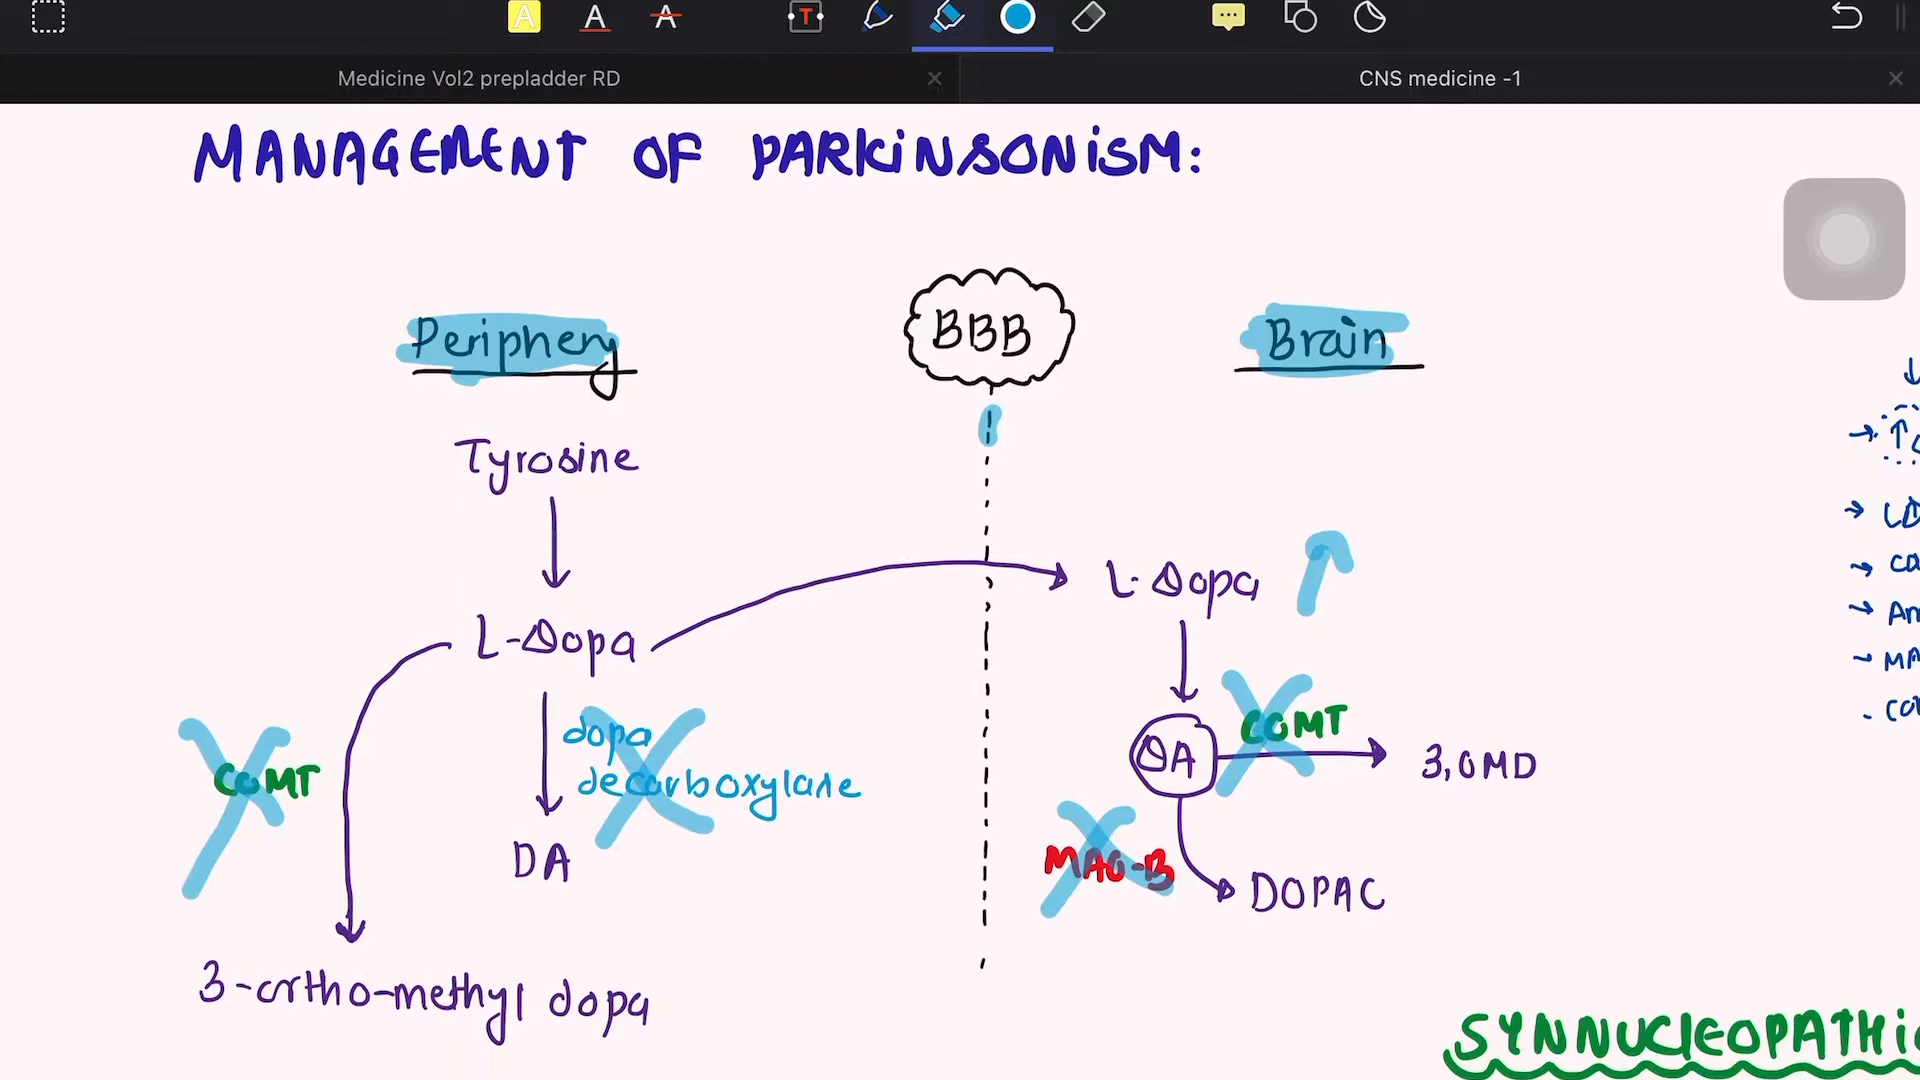 Medicine Vol2 prepladder RD
CNS medicine -1
MANAGEMENT OF PARKINSONISM:
Periphery
BBB
Brain
Tyrosine
L-Dopa
L-Dopa
COMT
dopa
decarboxylase
DA
DA
COMT
3,OMD
MAO-B
DOPAC
3-ortho-methyl dopa